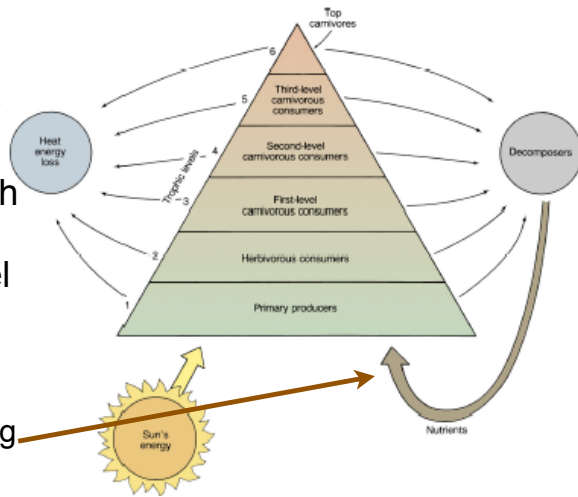 Top
carnivores
6
Third-level
carnivorous
consumers
5
Heat
energy
loss
Trophic levels
4
Second-level
carnivorous consumers
Decomposers
3
First-level
carnivorous consumers
2
Herbivorous consumers
1
Primary producers
Sun's
energy
Nutrients